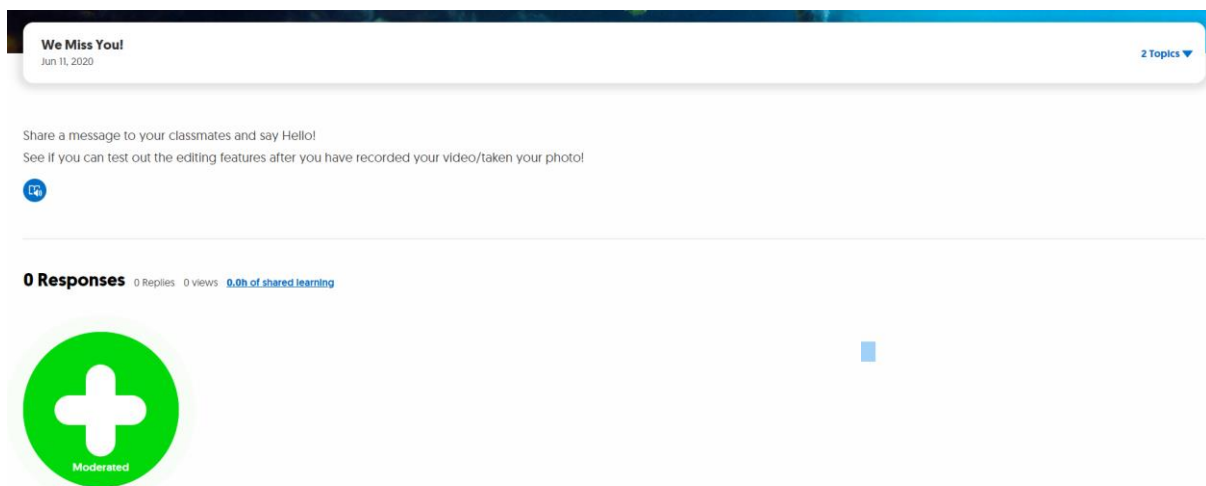 We Miss You!
Jun 11, 2020
2 Topics
Share a message to your classmates and say Hello!
See if you can test out the editing features after you have recorded your video/taken your photo!
0 Responses 0 Replies 0 views 0.0h of shared learning
Moderated